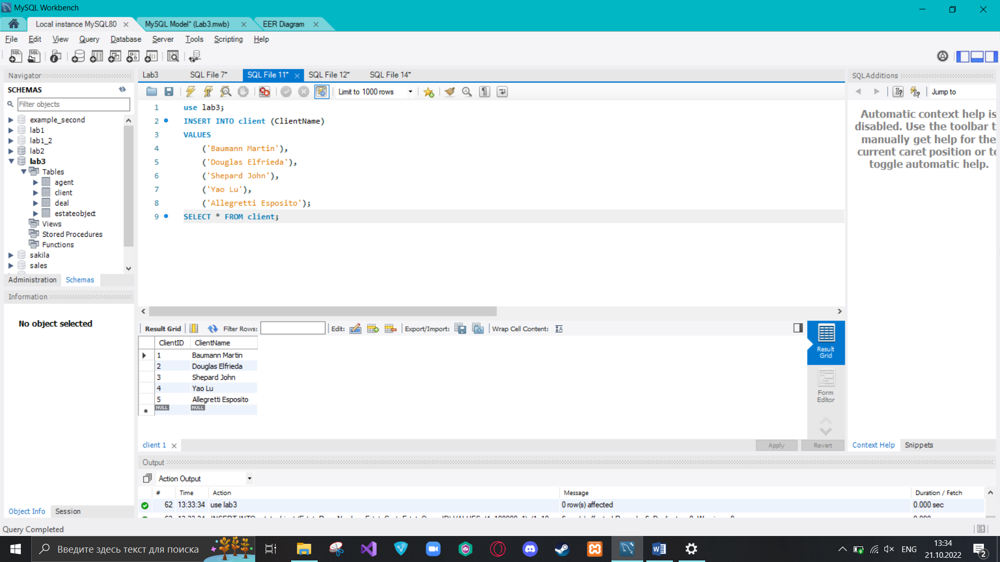 MySQL Workbench
Local instance MySQL80
MySQL Model* (Lab3.mwb)
EER Diagram
File Edit View Query Database Server Tools Scripting Help
Navigator
SCHEMAS
Filter objects
example_second
lab1
lab1_2
lab2
lab3
Tables
agent
client
deal
estateobject
Views
Stored Procedures
Functions
sakila
sales
Administration Schemas
Information
No object selected
Object Info Session
Lab3 SQL File 7* SQL File 11* SQL File 12* SQL File 14*
Limit to 1000 rows
1 use lab3;
2 INSERT INTO client (ClientName)
3 VALUES
4 ('Baumann Martin'),
5 ('Douglas Elfrieda'),
6 ('Shepard John'),
7 ('Yao Lu'),
8 ('Allegretti Esposito');
9 SELECT * FROM client;
Result Grid Filter Rows: Edit: Export/Import: Wrap Cell Content:
ClientID ClientName
1 Baumann Martin
2 Douglas Elfrieda
3 Shepard John
4 Yao Lu
5 Allegretti Esposito
NULL NULL
Result
Grid
Form
Editor
client 1
Apply Revert
SQLAdditions
Jump to
Automatic context help is
disabled. Use the toolbar t
manually get help for the
current caret position or to
toggle automatic help.
Context Help Snippets
Output
Action Output
# Time Action Message Duration / Fetch
62 13:33:34 use lab3 0 row(s) affected 0.000 sec
Query Completed
Введите здесь текст для поиска
ENG
13:34
21.10.2022
2